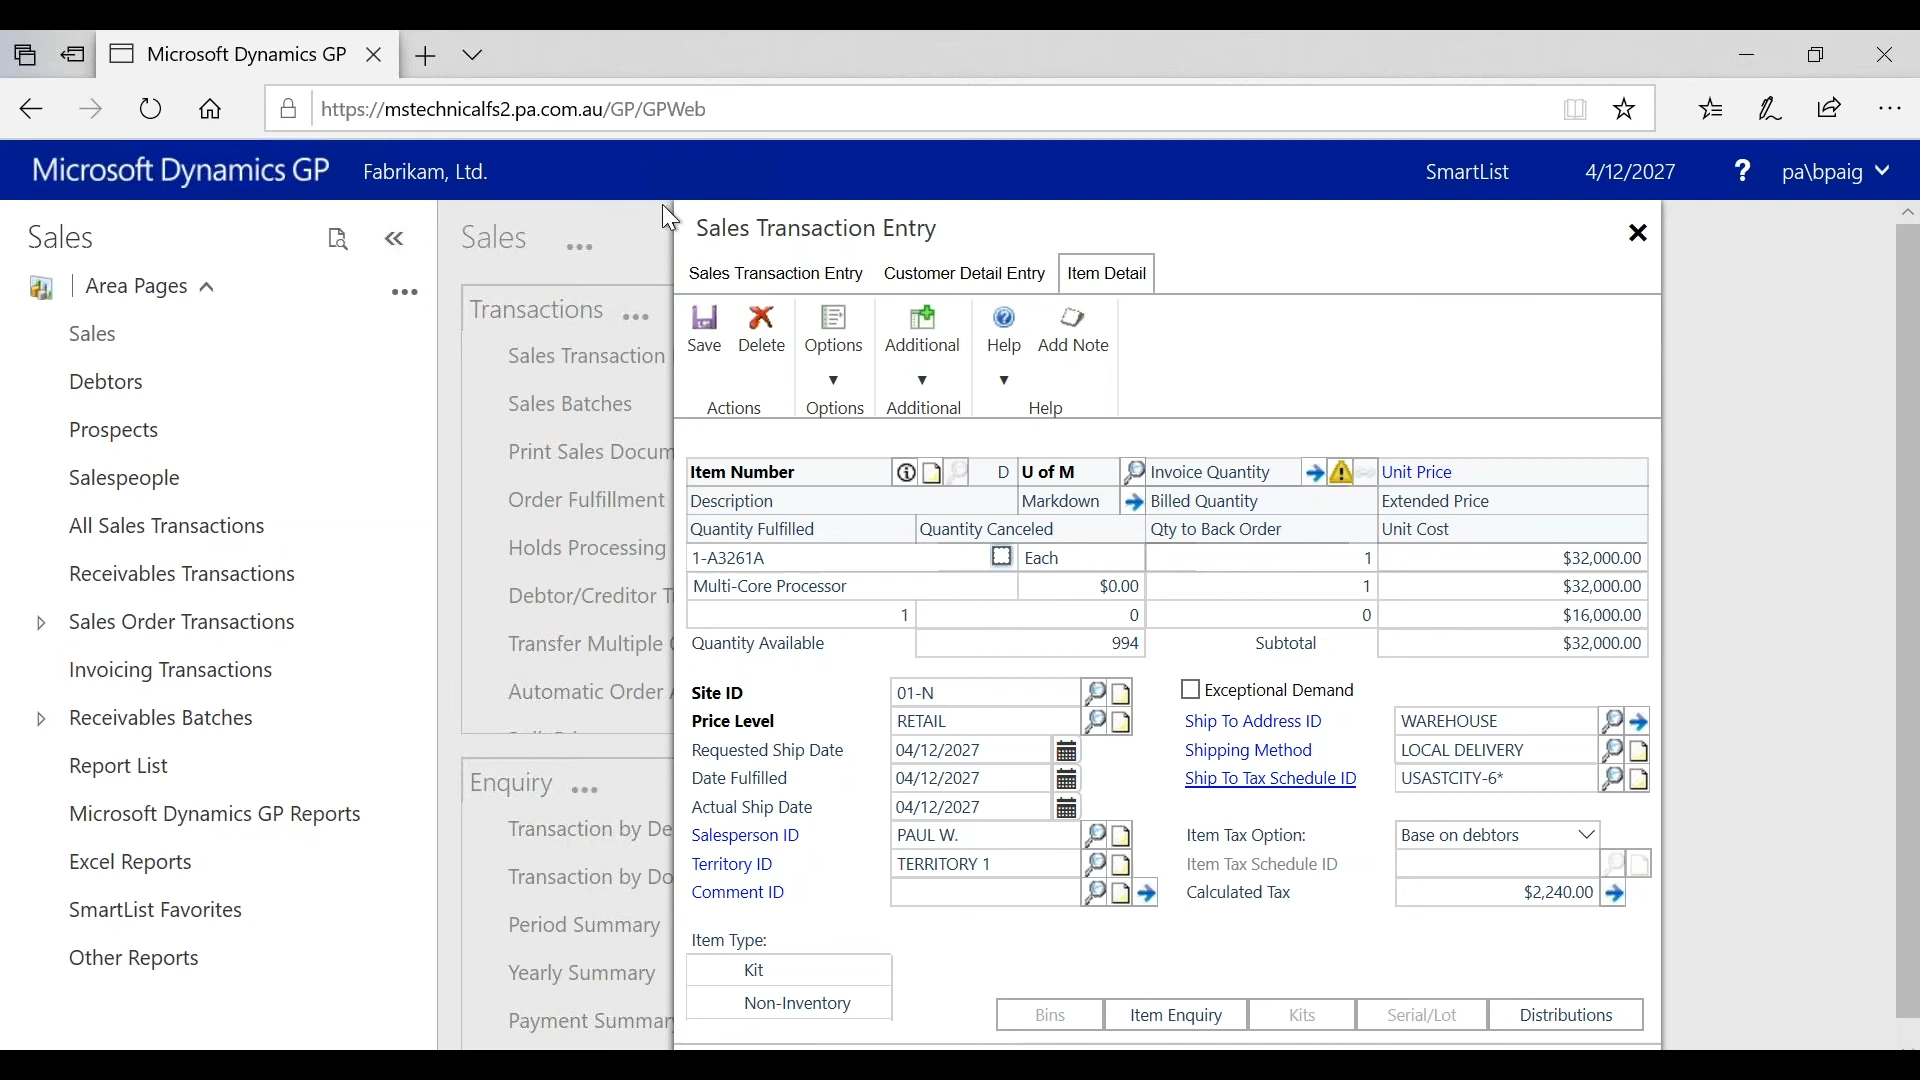 Microsoft Dynamics GP
https://mstechnicalfs2.pa.com.au/GP/GPWeb
Microsoft Dynamics GP Fabrikam, Ltd. SmartList 4/12/2027 ? pa\bpaig
Sales
Area Pages
Sales
Debtors
Prospects
Salespeople
All Sales Transactions
Receivables Transactions
Sales Order Transactions
Invoicing Transactions
Receivables Batches
Report List
Microsoft Dynamics GP Reports
Excel Reports
SmartList Favorites
Other Reports
Sales ...
Transactions ...
Sales Transaction
Sales Batches
Print Sales Docum
Order Fulfillment
Holds Processing
Debtor/Creditor T
Transfer Multiple
Automatic Order
Enquiry ...
Transaction by De
Transaction by Do
Period Summary
Yearly Summary
Payment Summar
Sales Transaction Entry
Sales Transaction Entry Customer Detail Entry Item Detail
Save Delete Options Additional Help Add Note
Actions Options Additional Help
Item Number D U of M Invoice Quantity Unit Price
Description Markdown Billed Quantity Extended Price
Quantity Fulfilled Quantity Canceled Qty to Back Order Unit Cost
1-A3261A Each 1 $32,000.00
Multi-Core Processor $0.00 1 $32,000.00
1 0 0 $16,000.00
Quantity Available 994 Subtotal $32,000.00
Site ID 01-N Exceptional Demand
Price Level RETAIL Ship To Address ID WAREHOUSE
Requested Ship Date 04/12/2027 Shipping Method LOCAL DELIVERY
Date Fulfilled 04/12/2027 Ship To Tax Schedule ID USASTCITY-6*
Actual Ship Date 04/12/2027
Salesperson ID PAUL W. Item Tax Option: Base on debtors
Territory ID TERRITORY 1 Item Tax Schedule ID
Comment ID Calculated Tax $2,240.00
Item Type:
Kit
Non-Inventory
Bins Item Enquiry Kits Serial/Lot Distributions